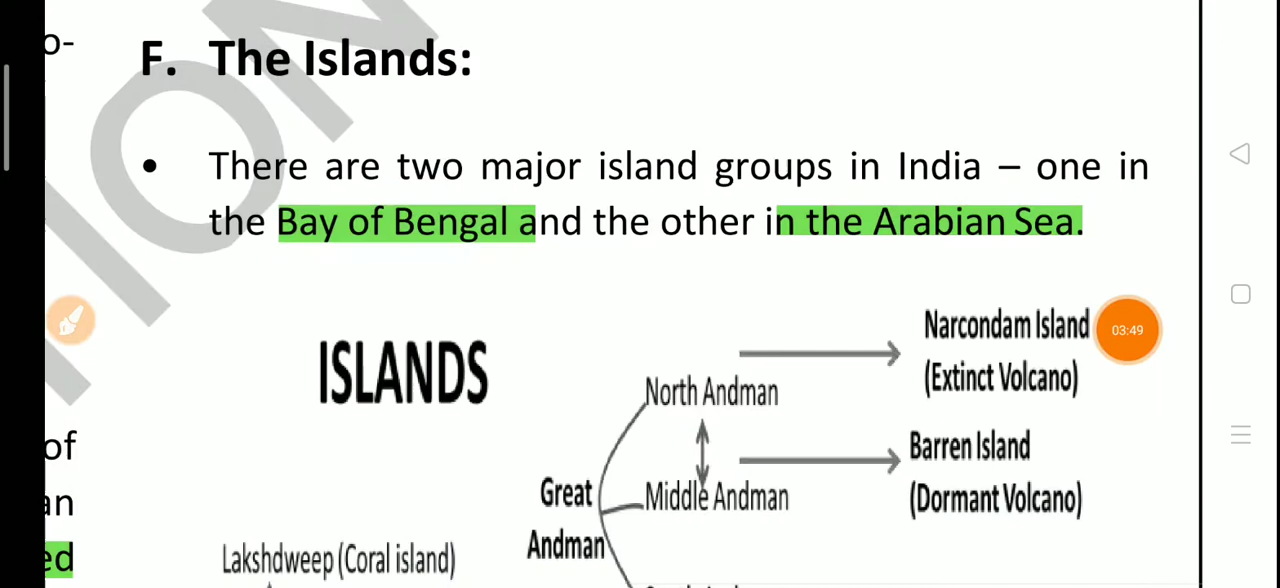 o-
F. The Islands:
• There are two major island groups in India – one in
the Bay of Bengal and the other in the Arabian Sea.
ISLANDS
Narcondam Island
(Extinct Volcano)
03:49
North Andman
Barren Island
(Dormant Volcano)
Middle Andman
Great
Andman
Lakshdweep (Coral island)
of
an
ed